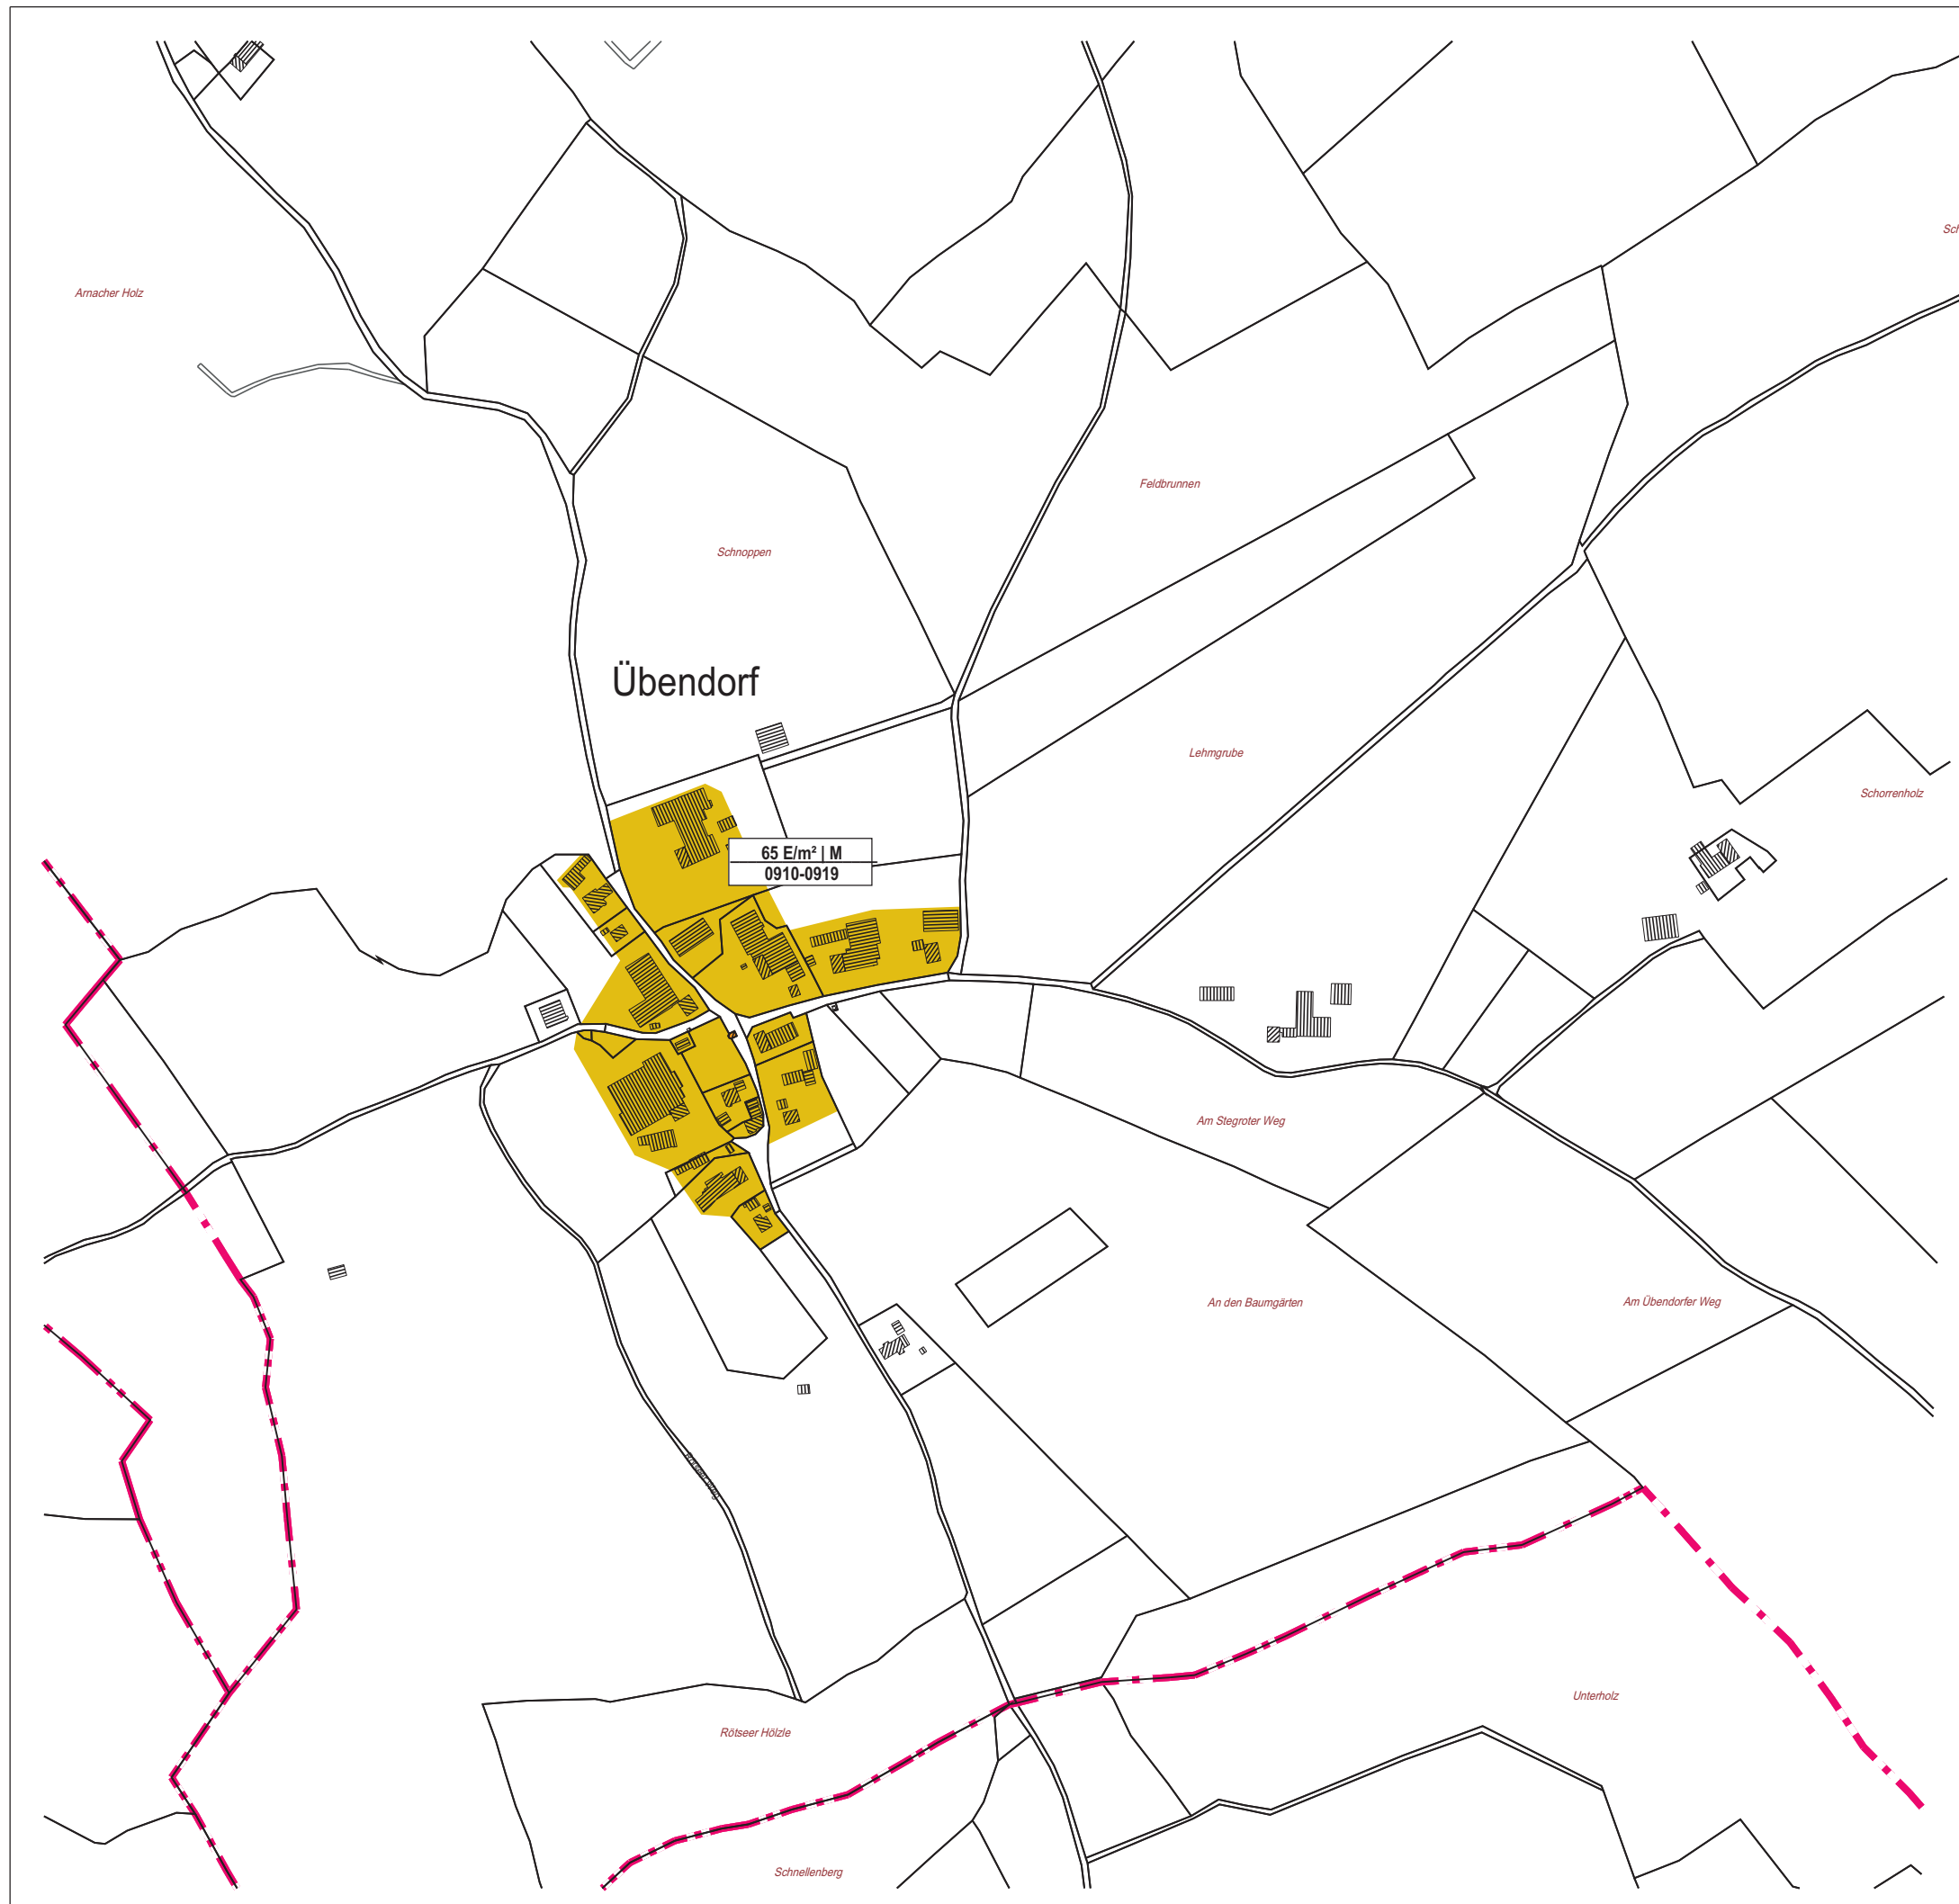 Sch
Arnacher Holz
Feldbrunnen
Schnoppen
Übendorf
Lehmgrube
Schorrenholz
65 E/m² | M
0910-0919
Am Stegroter Weg
An den Baumgärten
Am Übendorfer Weg
Unterholz
Rötseer Hölzle
Schnellenberg